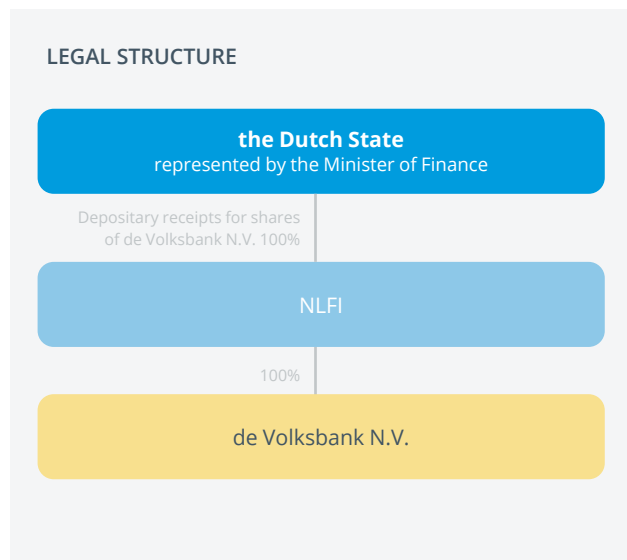 LEGAL STRUCTURE
the Dutch State
represented by the Minister of Finance
Depositary receipts for shares
of de Volksbank N.V. 100%
NLFI
100%
de Volksbank N.V.